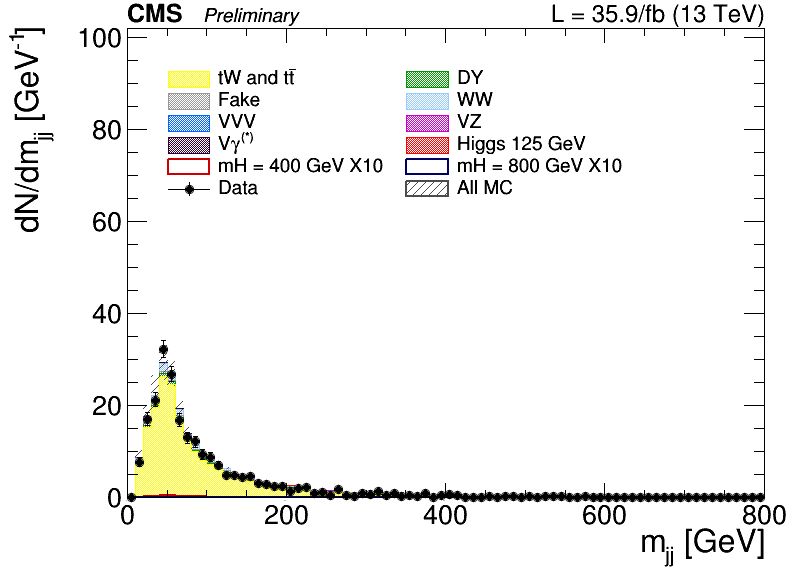 CMS Preliminary L = 35.9/fb (13 TeV)
dN/dm_jj [GeV⁻¹]
100
80
60
40
20
0
tW and tt̄ DY
Fake WW
VVV VZ
Vγ(*) Higgs 125 GeV
mH = 400 GeV X10 mH = 800 GeV X10
Data All MC
0 200 400 600 800
m_jj [GeV]